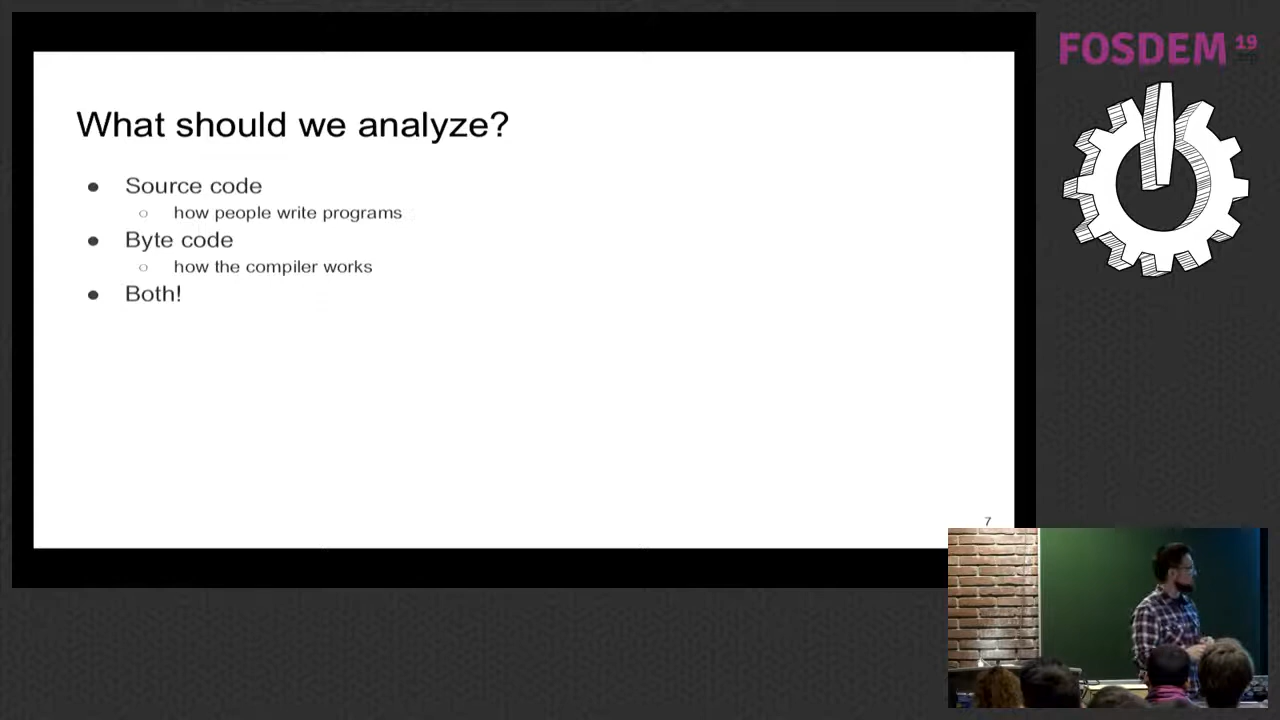 FOSDEM 19
What should we analyze?
● Source code
○ how people write programs
● Byte code
○ how the compiler works
● Both!
7